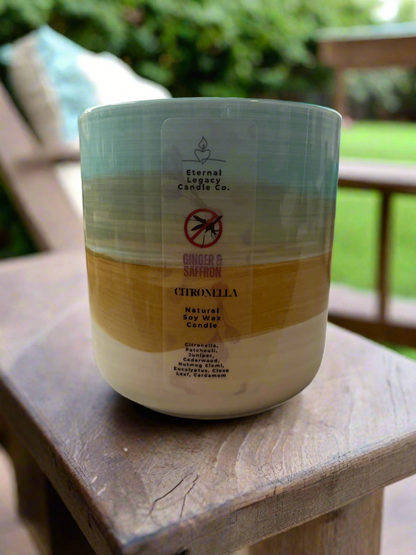 Eternal
Legacy
Candle Co.
GINGER &
SAFFRON
CITRONELLA
Natural
Soy Wax
Candle
Citronella,
Patchouli,
Juniper,
Cedarwood,
Nutmeg Elemi,
Eucalyptus, Clove
Leaf, Cardamom